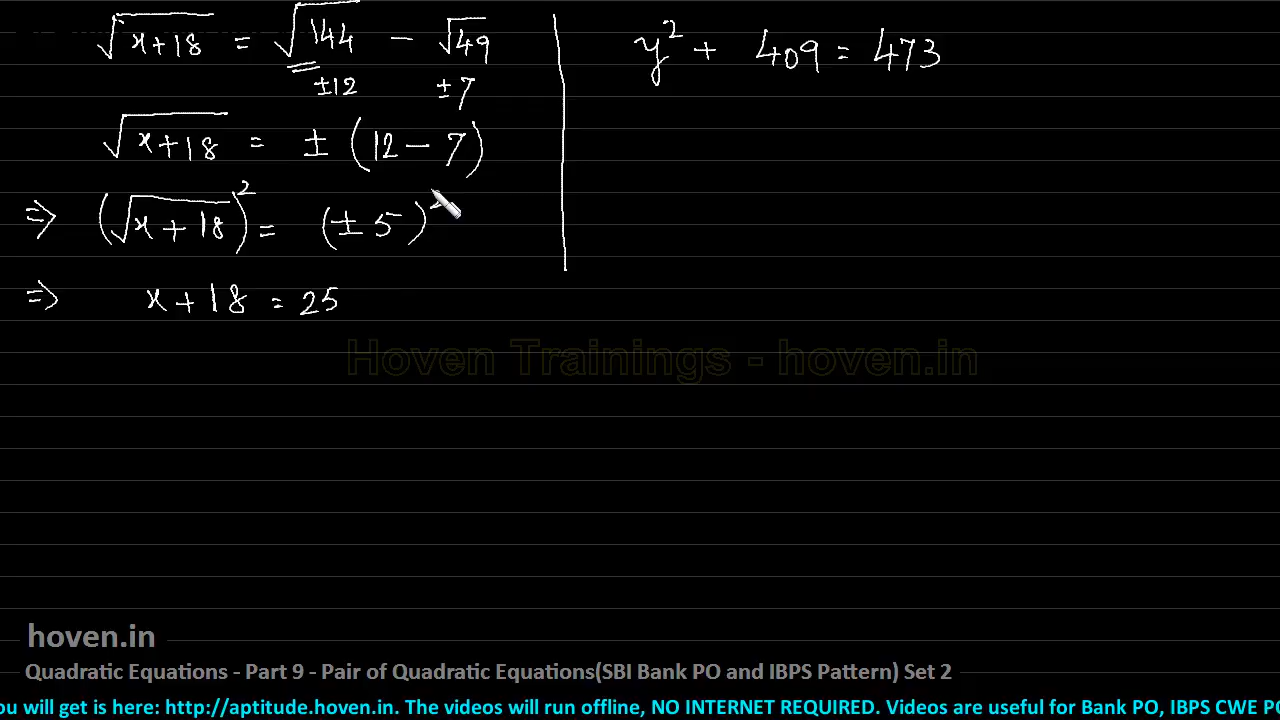 √(x+18) = √144 − √49
±12 ±7
√(x+18) = ± (12 − 7)
⇒ (√(x+18))² = (± 5)²
⇒ x + 18 = 25
y² + 409 = 473
Hoven Trainings - hoven.in
hoven.in
Quadratic Equations - Part 9 - Pair of Quadratic Equations(SBI Bank PO and IBPS Pattern) Set 2
ou will get is here: http://aptitude.hoven.in. The videos will run offline, NO INTERNET REQUIRED. Videos are useful for Bank PO, IBPS CWE PO